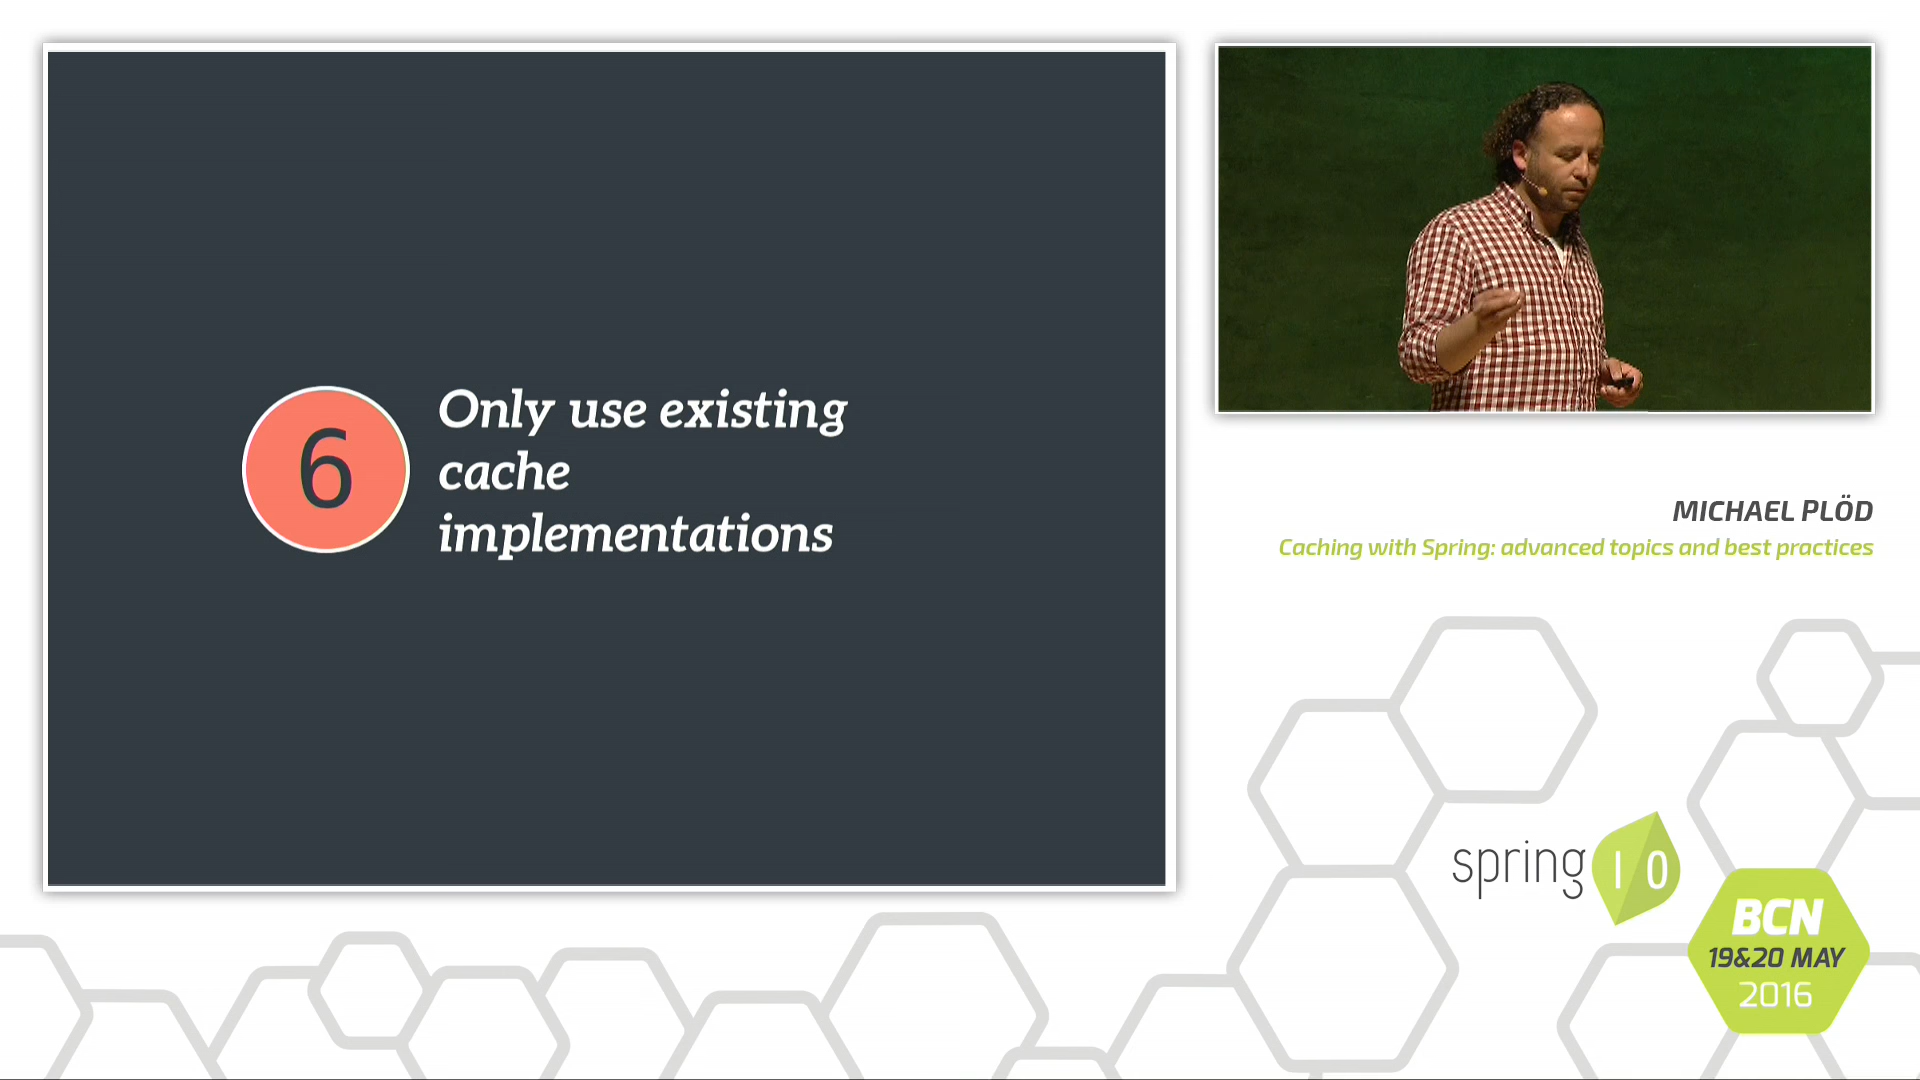 6
Only use existing
cache
implementations
MICHAEL PLÖD
Caching with Spring: advanced topics and best practices
spring I O
BCN
19&20 MAY
2016